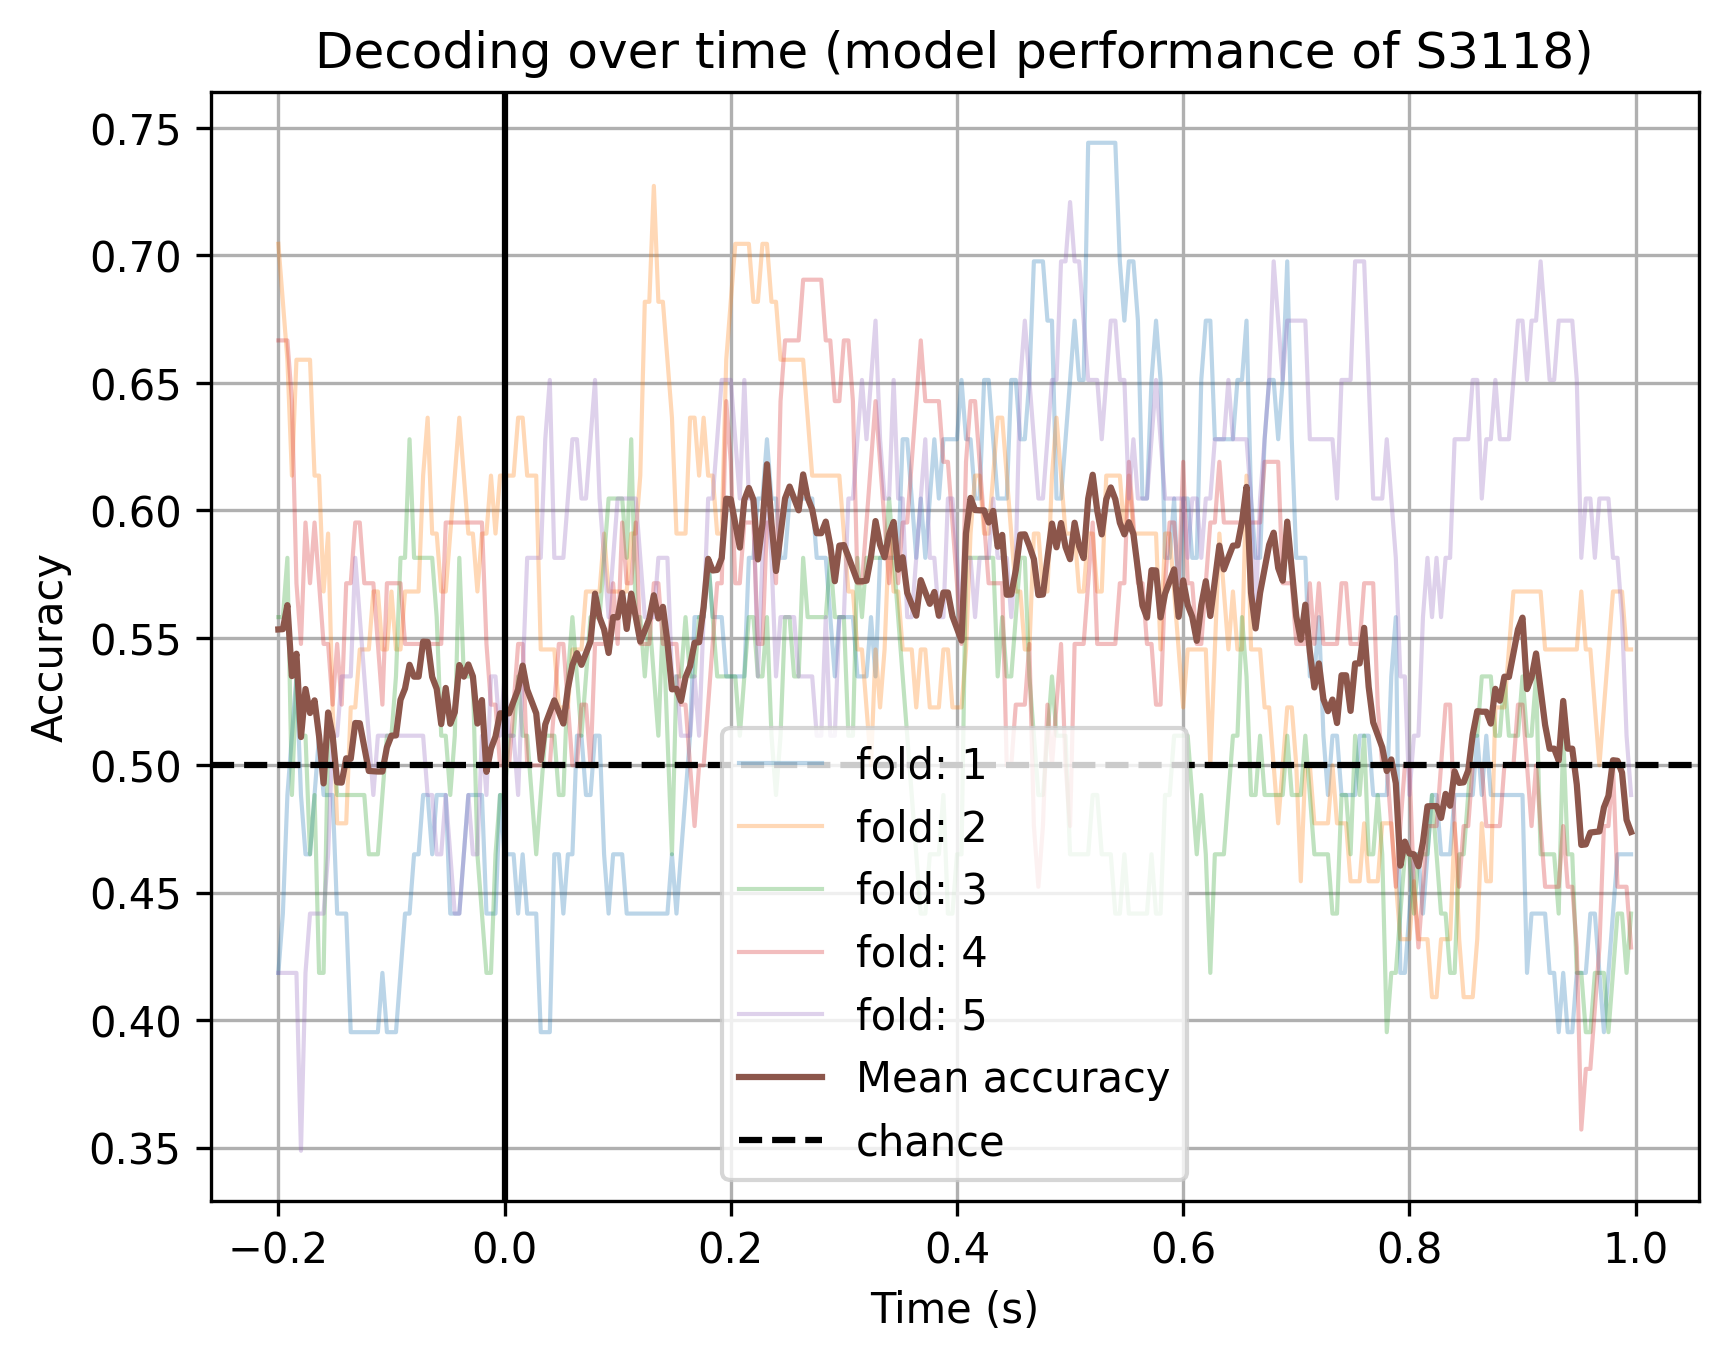 Decoding over time (model performance of S3118)
Accuracy
0.75
0.70
0.65
0.60
0.55
0.50
0.45
0.40
0.35
fold: 1
fold: 2
fold: 3
fold: 4
fold: 5
Mean accuracy
chance
−0.2 0.0 0.2 0.4 0.6 0.8 1.0
Time (s)